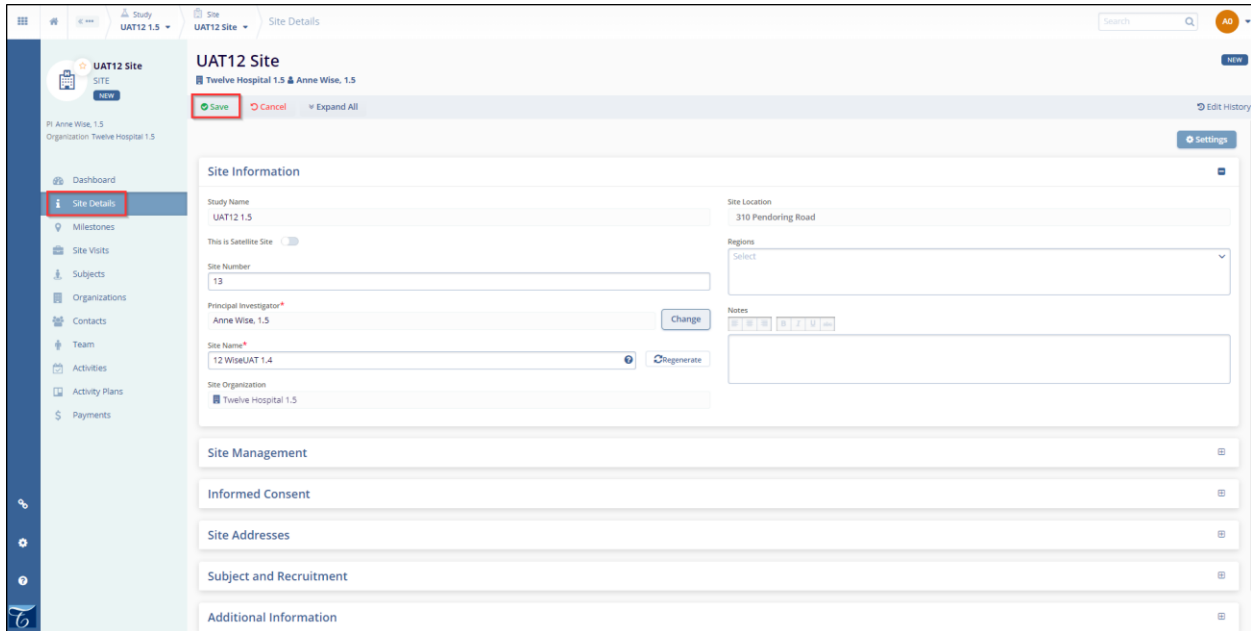 Study
UAT12 1.5
Site
UAT12 Site
Site Details
Search
AO
UAT12 Site
SITE
NEW
PI Anne Wise, 1.5
Organization Twelve Hospital 1.5
Dashboard
Site Details
Milestones
Site Visits
Subjects
Organizations
Contacts
Team
Activities
Activity Plans
Payments
UAT12 Site
NEW
Twelve Hospital 1.5 Anne Wise, 1.5
Save Cancel Expand All Edit History
Settings
Site Information
Study Name
UAT12 1.5
This is Satellite Site
Site Number
13
Principal Investigator*
Anne Wise, 1.5 Change
Site Name*
12 WiseUAT 1.4 Regenerate
Site Organization
Twelve Hospital 1.5
Site Location
310 Pendoring Road
Regions
Select
Notes
B I U
Site Management
Informed Consent
Site Addresses
Subject and Recruitment
Additional Information